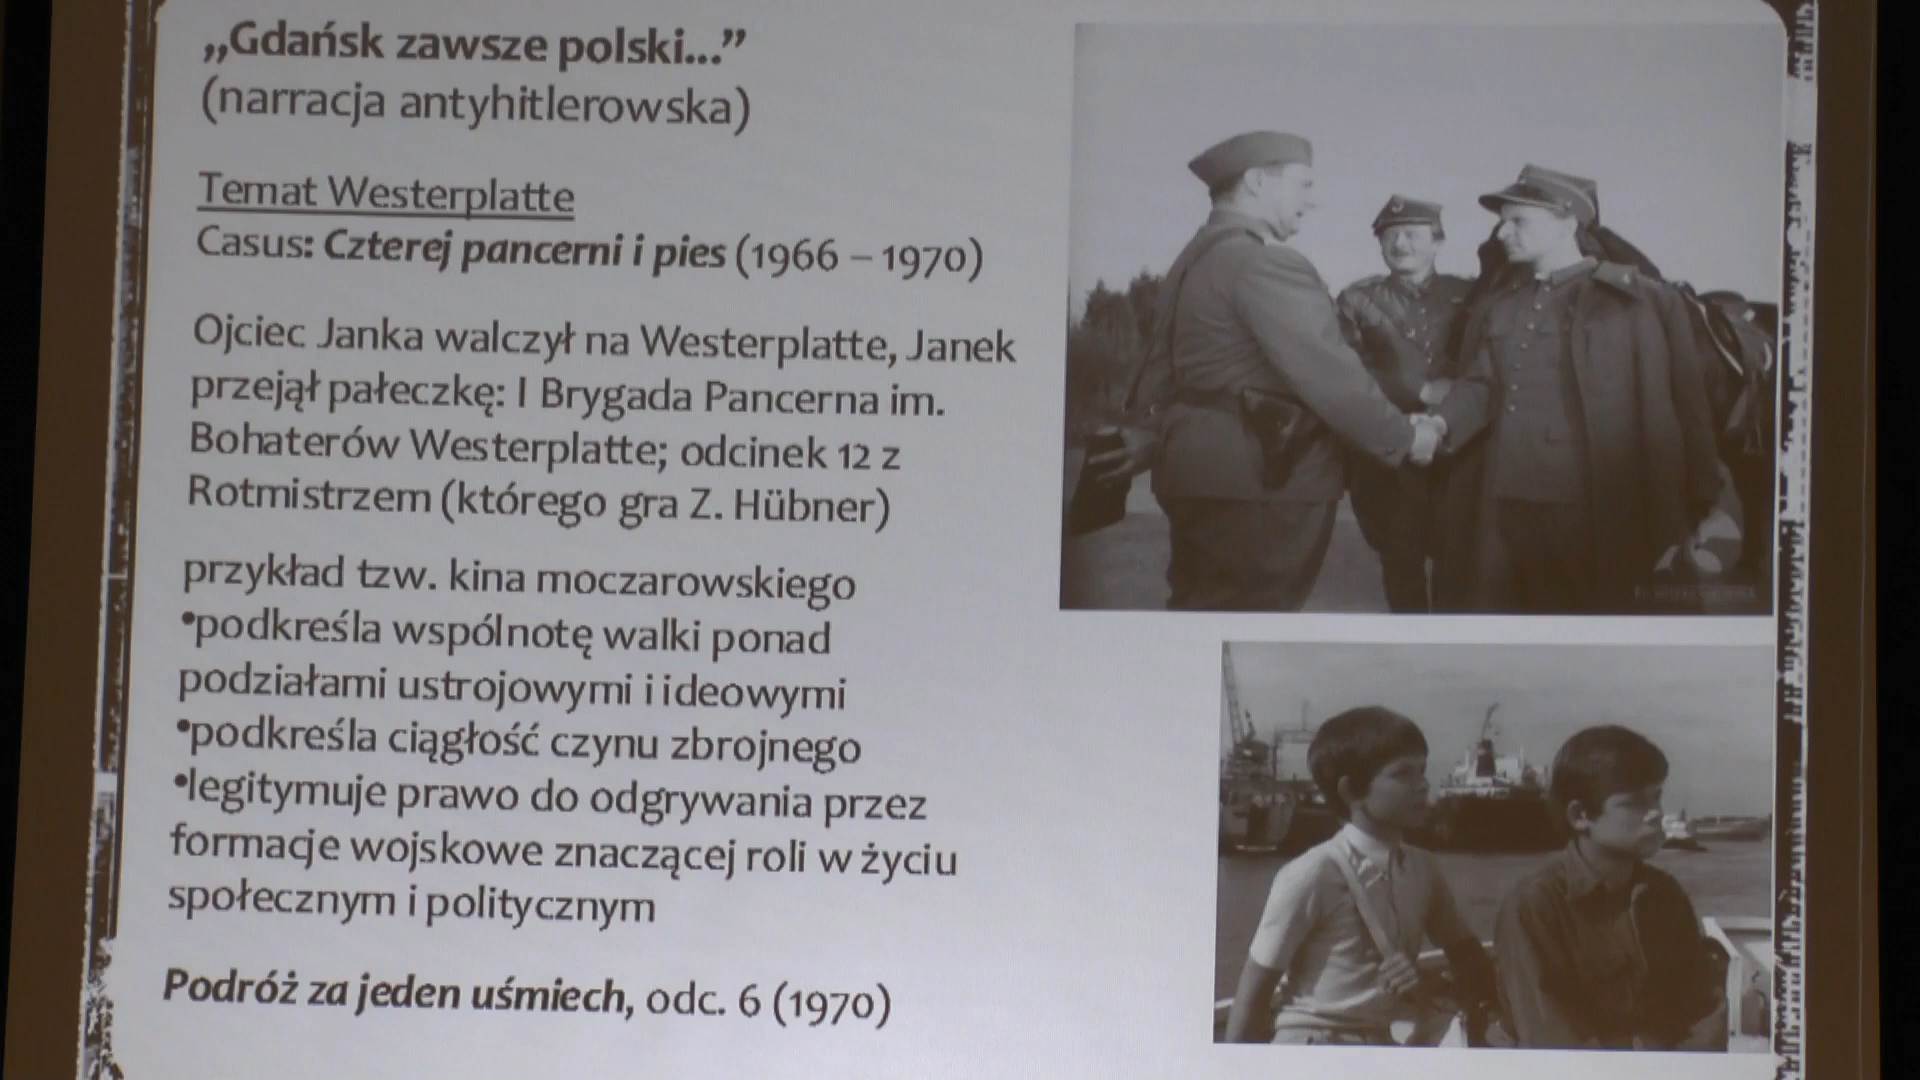 „Gdańsk zawsze polski...”
(narracja antyhitlerowska)
Temat Westerplatte
Casus: Czterej pancerni i pies (1966 – 1970)
Ojciec Janka walczył na Westerplatte, Janek
przejął pałeczkę: I Brygada Pancerna im.
Bohaterów Westerplatte; odcinek 12 z
Rotmistrzem (którego gra Z. Hübner)
przykład tzw. kina moczarowskiego
•podkreśla wspólnotę walki ponad
podziałami ustrojowymi i ideowymi
•podkreśla ciągłość czynu zbrojnego
•legitymuje prawo do odgrywania przez
formacje wojskowe znaczącej roli w życiu
społecznym i politycznym
Podróż za jeden uśmiech, odc. 6 (1970)